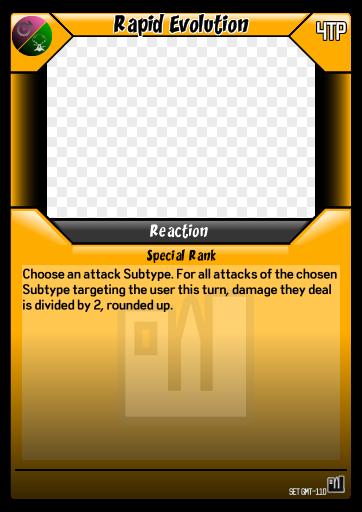 Rapid Evolution
4TP
Reaction
Special Rank
Choose an attack Subtype. For all attacks of the chosen
Subtype targeting the user this turn, damage they deal
is divided by 2, rounded up.
SET GMT-110